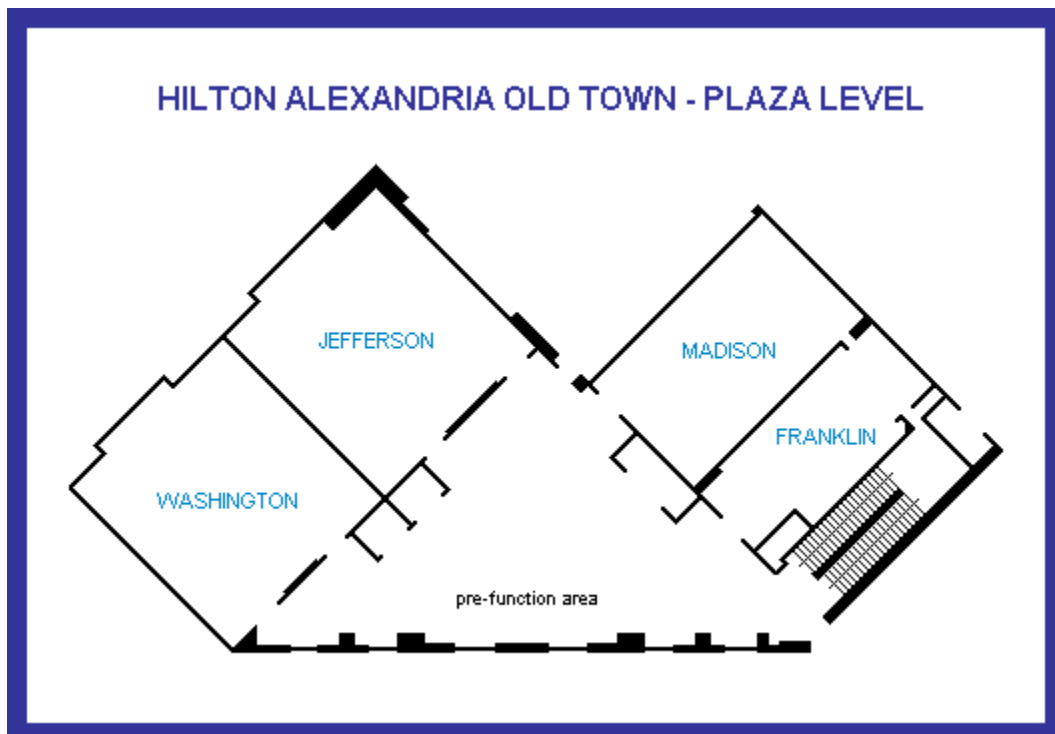 HILTON ALEXANDRIA OLD TOWN - PLAZA LEVEL
JEFFERSON
MADISON
FRANKLIN
WASHINGTON
pre-function area